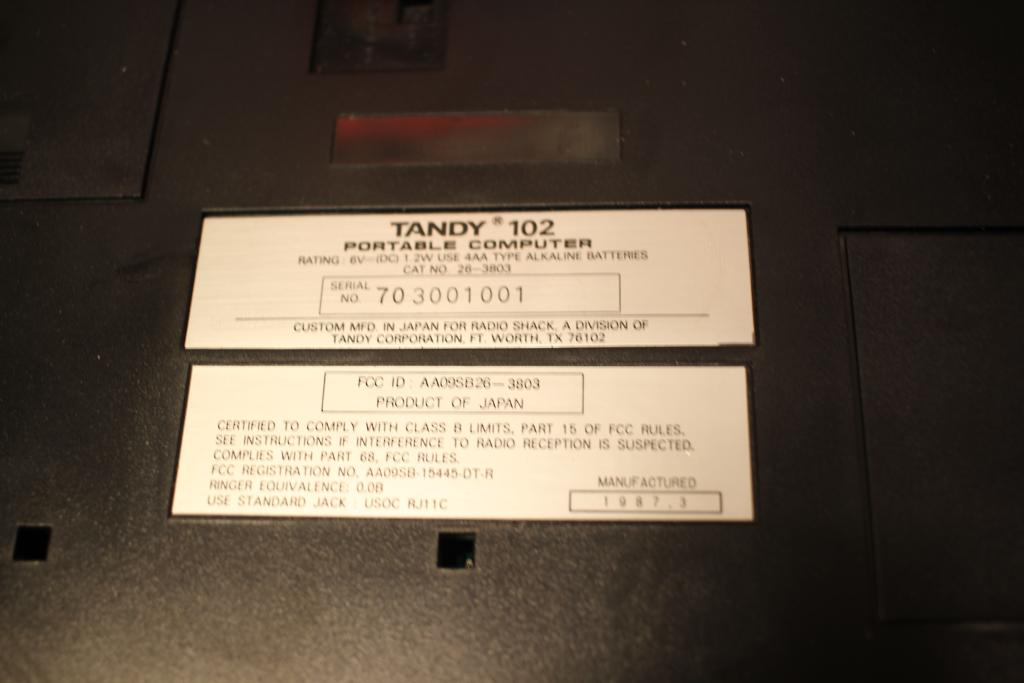 TANDY® 102
PORTABLE COMPUTER
RATING : 6V⎓(DC) 1.2W USE 4AA TYPE ALKALINE BATTERIES
CAT NO. 26-3803
SERIAL NO. 703001001
CUSTOM MFD. IN JAPAN FOR RADIO SHACK, A DIVISION OF
TANDY CORPORATION, FT. WORTH, TX 76102
FCC ID : AA09SB26-3803
PRODUCT OF JAPAN
CERTIFIED TO COMPLY WITH CLASS B LIMITS, PART 15 OF FCC RULES.
SEE INSTRUCTIONS IF INTERFERENCE TO RADIO RECEPTION IS SUSPECTED.
COMPLIES WITH PART 68, FCC RULES.
FCC REGISTRATION NO. AA09SB-15445-DT-R
RINGER EQUIVALENCE: 0.0B
USE STANDARD JACK : USOC RJ11C
MANUFACTURED
1987.3